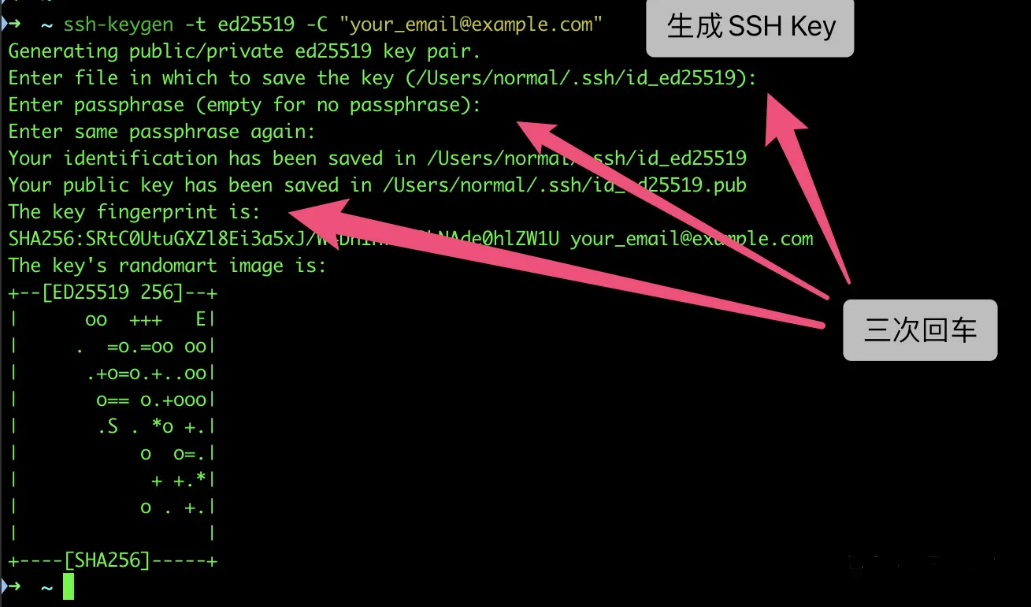 → ~ ssh-keygen -t ed25519 -C "your_email@example.com"
生成 SSH Key
Generating public/private ed25519 key pair.
Enter file in which to save the key (/Users/normal/.ssh/id_ed25519):
Enter passphrase (empty for no passphrase):
Enter same passphrase again:
Your identification has been saved in /Users/normal/.ssh/id_ed25519
Your public key has been saved in /Users/normal/.ssh/id_ed25519.pub
The key fingerprint is:
your_email@example.com
The key's randomart image is:
+--[ED25519 256]--+
|      oo  +++   E|
|     .  =o.=oo oo|
|      .+o=o.+..oo|
|       o== o.+ooo|
|       .S . *o +.|
|           o  o=.|
|            + +.*|
|           o . +.|
|                 |
+----[SHA256]-----+
三次回车
→ ~